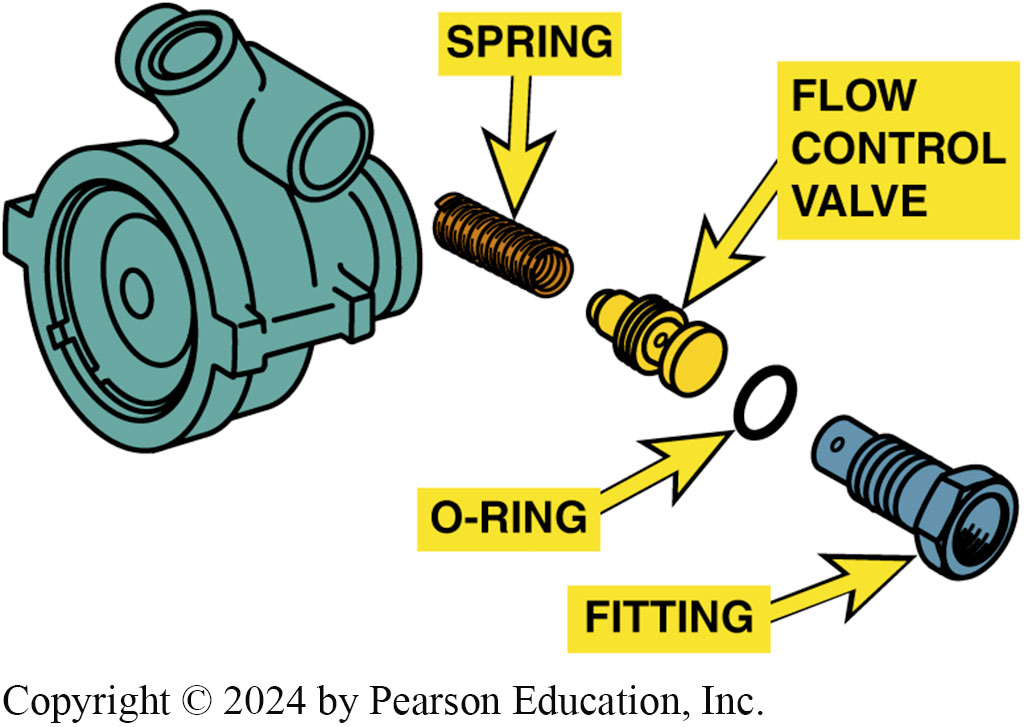 SPRING
FLOW
CONTROL
VALVE
O-RING
FITTING
Copyright © 2024 by Pearson Education, Inc.